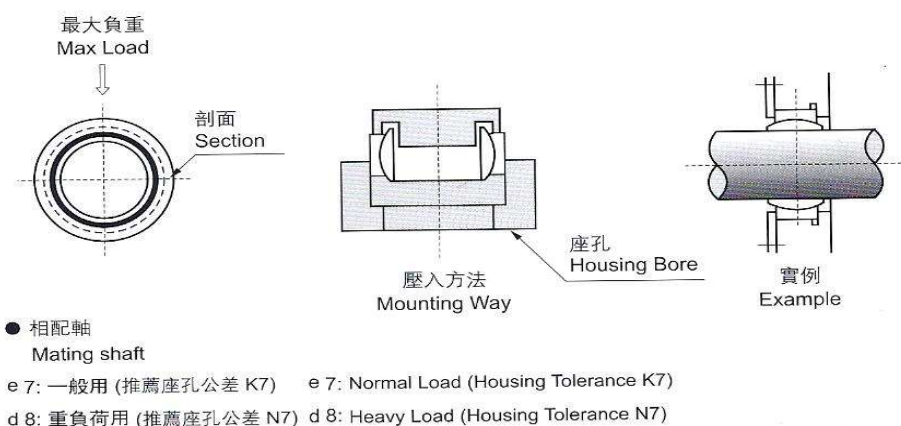 最大負重
Max Load
剖面
Section
座孔
Housing Bore
壓入方法
Mounting Way
實例
Example
● 相配軸
Mating shaft
e 7: 一般用 (推薦座孔公差 K7) e 7: Normal Load (Housing Tolerance K7)
d 8: 重負荷用 (推薦座孔公差 N7) d 8: Heavy Load (Housing Tolerance N7)